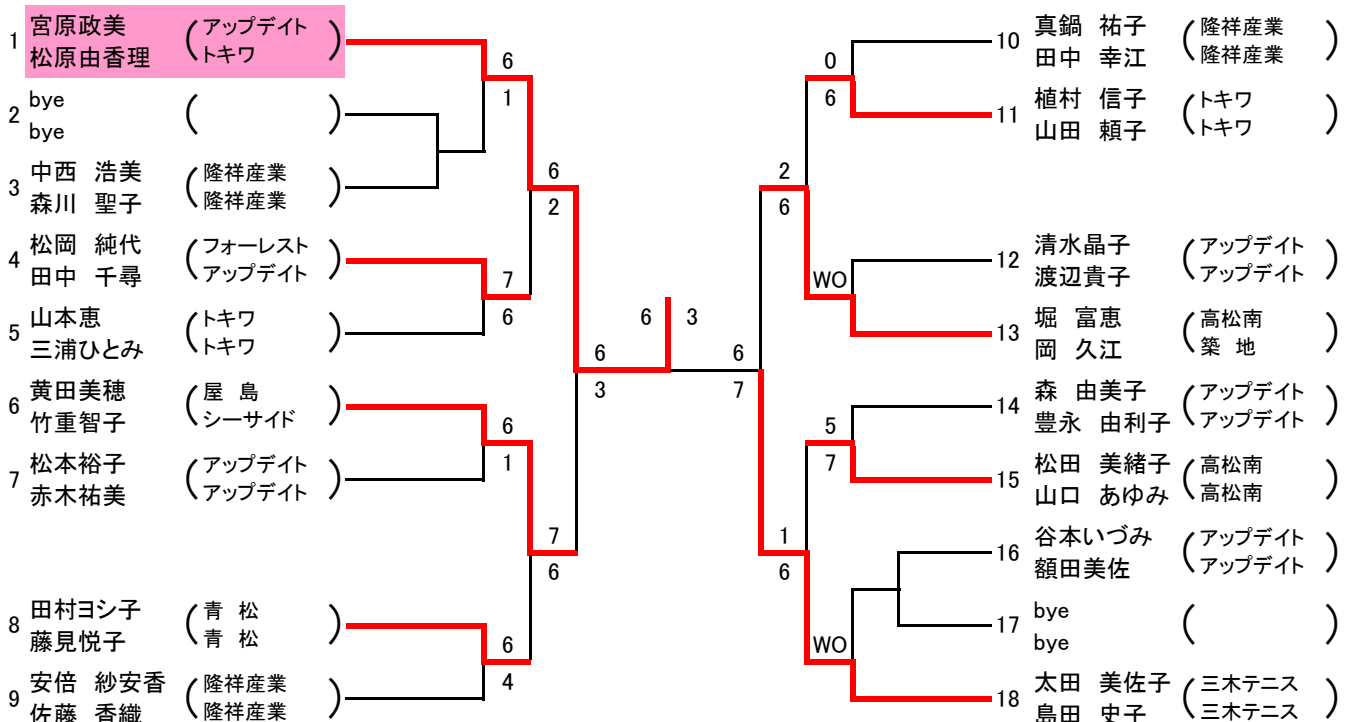 1 宮原政美 (アップデイト
松原由香理 トキワ)
2 bye ( )
bye
3 中西 浩美 (隆祥産業
森川 聖子 隆祥産業)
4 松岡 純代 (フォーレスト
田中 千尋 アップデイト)
5 山本恵 (トキワ
三浦ひとみ トキワ)
6 黄田美穂 (屋 島
竹重智子 シーサイド)
7 松本裕子 (アップデイト
赤木祐美 アップデイト)
8 田村ヨシ子 (青 松
藤見悦子 青 松)
9 安倍 紗安香 (隆祥産業
佐藤 香織 隆祥産業)
6
1
7
6
6
1
6
4
6
2
7
6
6
3
6 3
6
7
2
6
1
6
0
6
WO
5
7
WO
10 真鍋 祐子 (隆祥産業
田中 幸江 隆祥産業)
11 植村 信子 (トキワ
山田 頼子 トキワ)
12 清水晶子 (アップデイト
渡辺貴子 アップデイト)
13 堀 富恵 (高松南
岡 久江 築 地)
14 森 由美子 (アップデイト
豊永 由利子 アップデイト)
15 松田 美緒子 (高松南
山口 あゆみ 高松南)
16 谷本いづみ (アップデイト
額田美佐 アップデイト)
17 bye ( )
bye
18 太田 美佐子 (三木テニス
島田 史子 三木テニス)